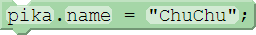 pika.name = "ChuChu";